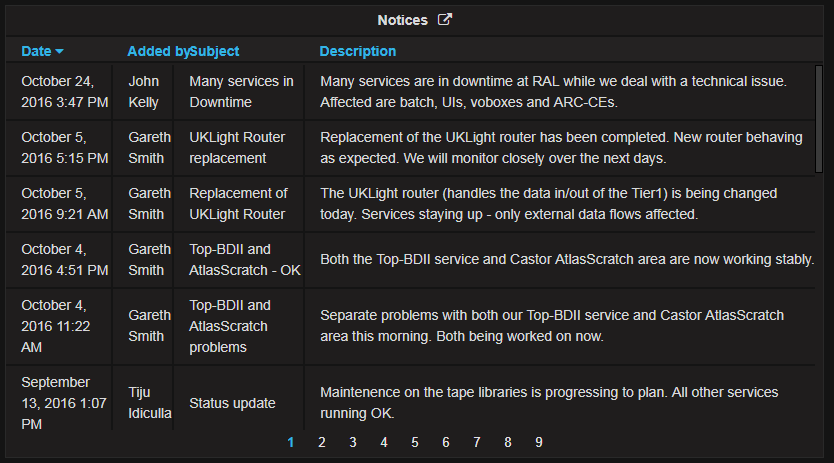 Notices
Date Added by Subject Description
October 24, 2016 3:47 PM John Kelly Many services in Downtime Many services are in downtime at RAL while we deal with a technical issue. Affected are batch, UIs, voboxes and ARC-CEs.
October 5, 2016 5:15 PM Gareth Smith UKLight Router replacement Replacement of the UKLight router has been completed. New router behaving as expected. We will monitor closely over the next days.
October 5, 2016 9:21 AM Gareth Smith Replacement of UKLight Router The UKLight router (handles the data in/out of the Tier1) is being changed today. Services staying up - only external data flows affected.
October 4, 2016 4:51 PM Gareth Smith Top-BDII and AtlasScratch - OK Both the Top-BDII service and Castor AtlasScratch area are now working stably.
October 4, 2016 11:22 AM Gareth Smith Top-BDII and AtlasScratch problems Separate problems with both our Top-BDII service and Castor AtlasScratch area this morning. Both being worked on now.
September 13, 2016 1:07 PM Tiju Idiculla Status update Maintenence on the tape libraries is progressing to plan. All other services running OK.
1 2 3 4 5 6 7 8 9